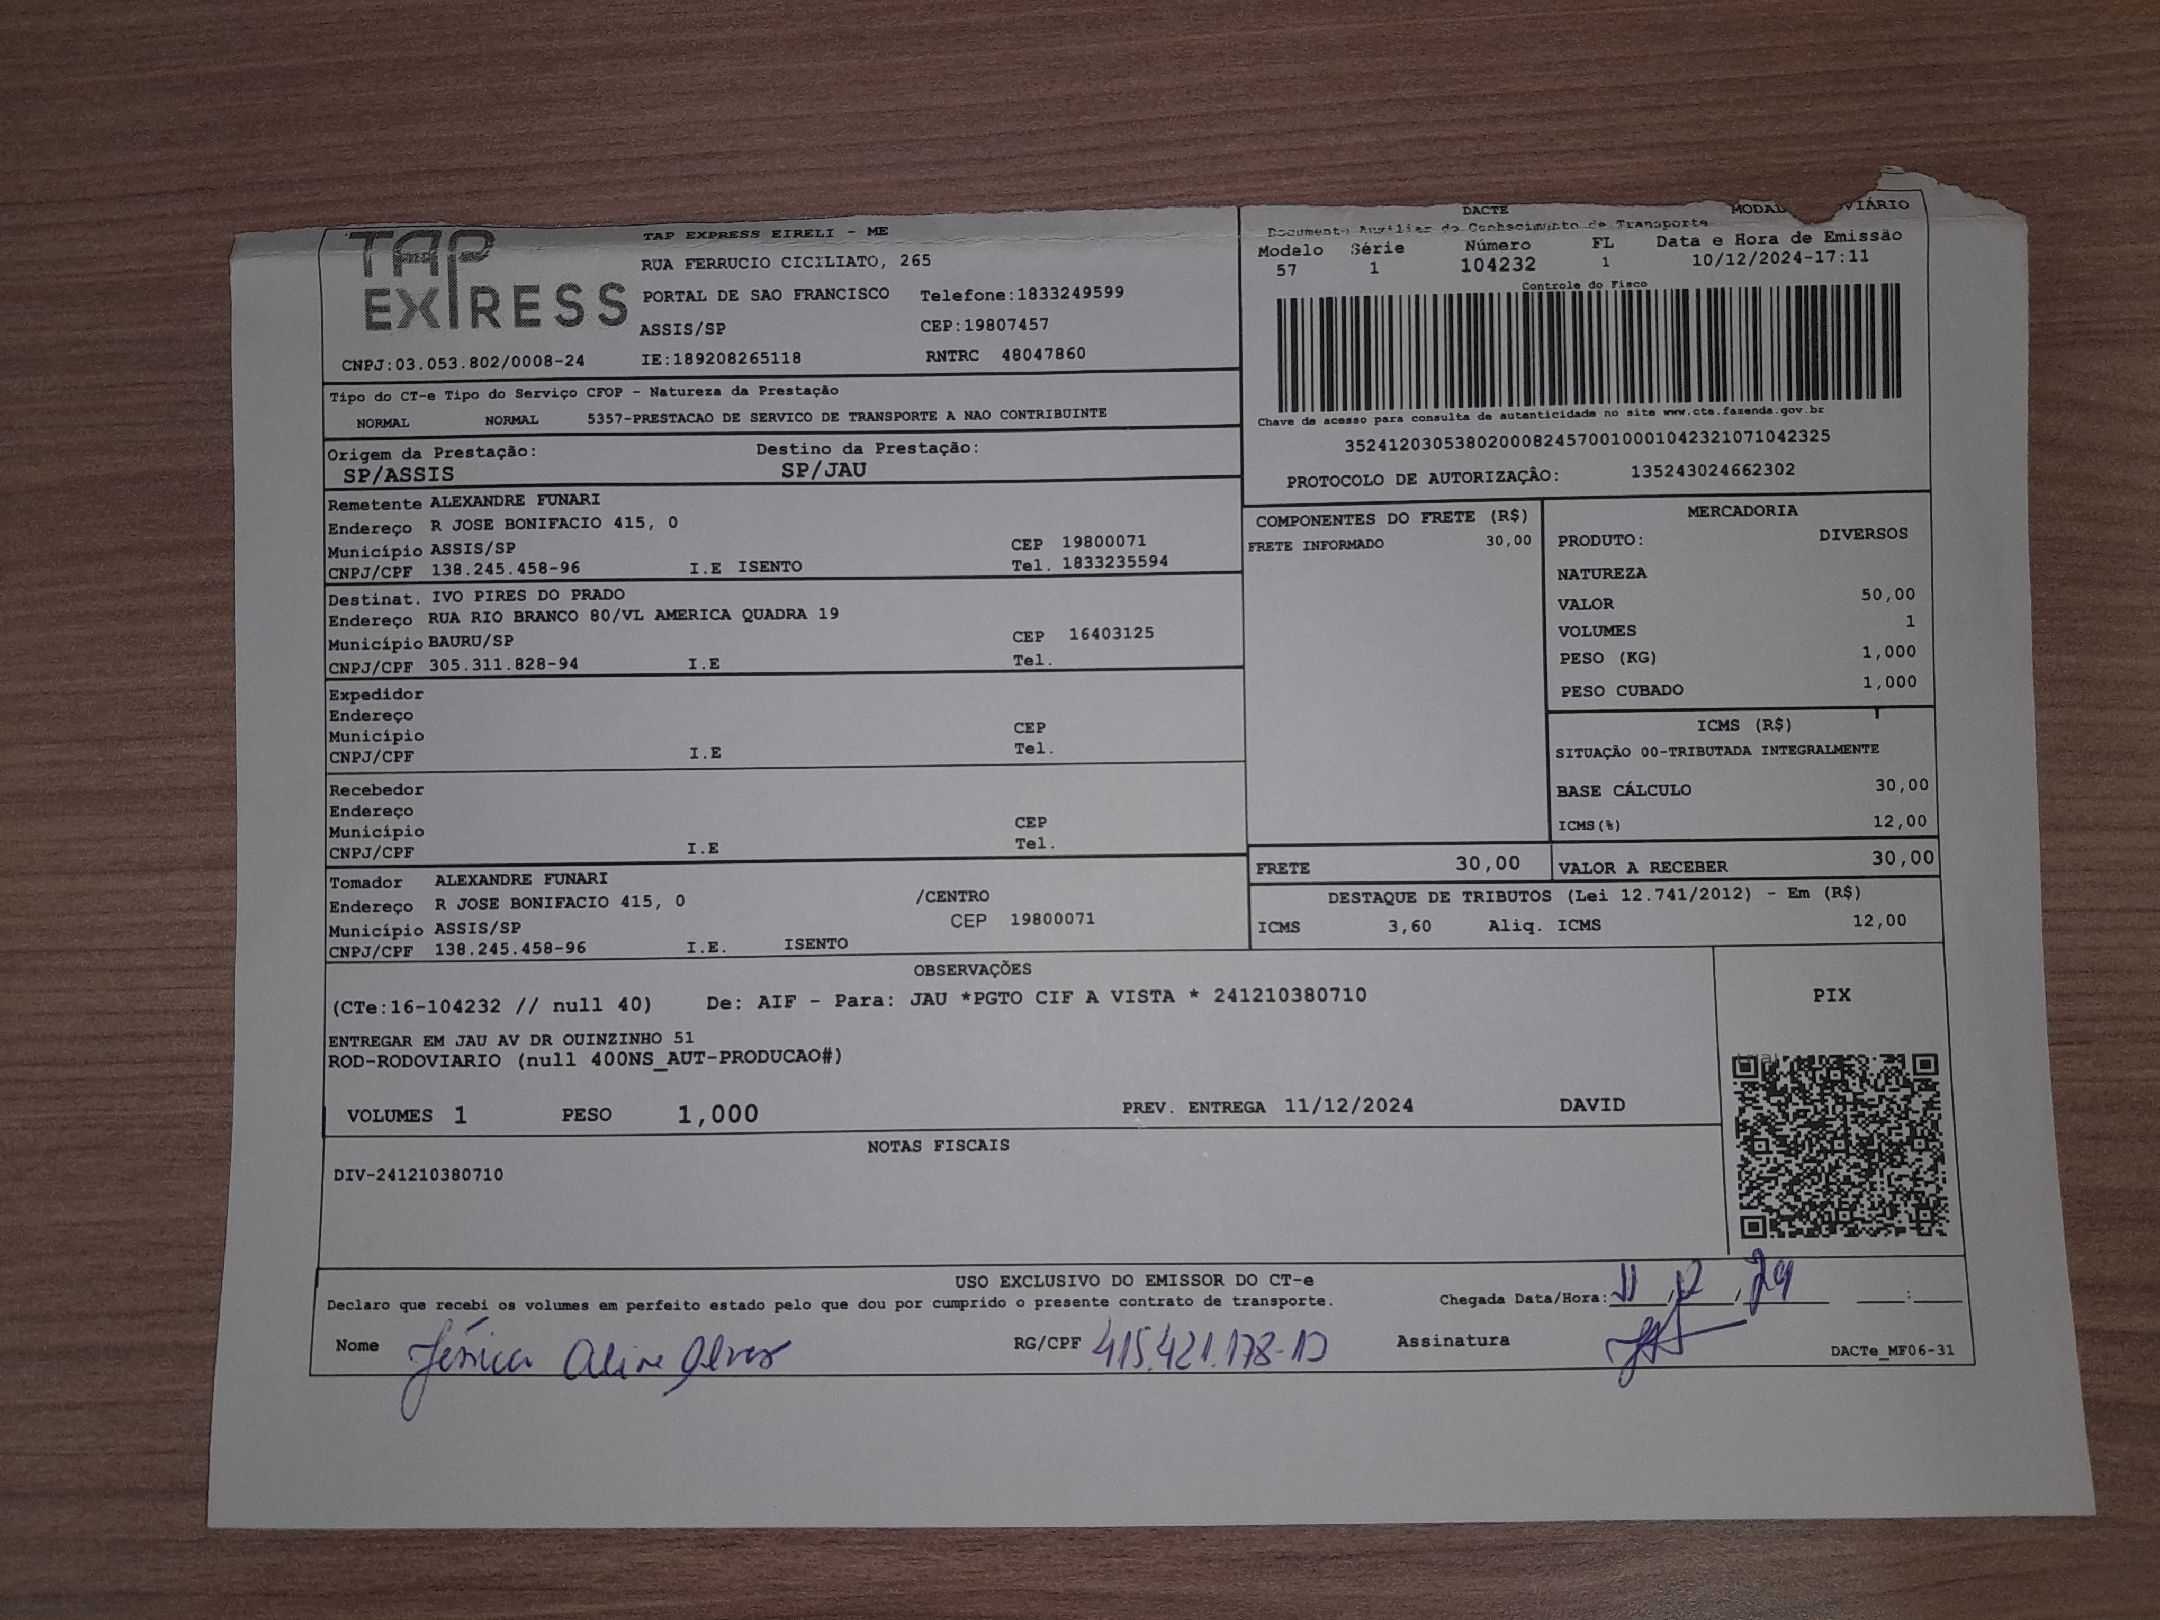 TAP EXPRESS
TAP EXPRESS EIRELI - ME
RUA FERRUCIO CICILIATO, 265
PORTAL DE SAO FRANCISCO Telefone:1833249599
ASSIS/SP CEP:19807457
CNPJ:03.053.802/0008-24 IE:189208265118 RNTRC 48047860
DACTE MODAL
Documento Auxiliar do Conhecimento de Transporte
Modelo Série Número FL Data e Hora de Emissão
57 1 104232 1 10/12/2024-17:11
Controle do Fisco
Chave de acesso para consulta de autenticidade no site www.cte.fazenda.gov.br
35241203053802000824570010001042321071042325
PROTOCOLO DE AUTORIZAÇÂO: 135243024662302
Tipo do CT-e Tipo do Serviço CFOP - Natureza da Prestação
NORMAL NORMAL 5357-PRESTACAO DE SERVICO DE TRANSPORTE A NAO CONTRIBUINTE
Origem da Prestação: Destino da Prestação:
SP/ASSIS SP/JAU
Remetente ALEXANDRE FUNARI
Endereço R JOSE BONIFACIO 415, 0
Município ASSIS/SP CEP 19800071
CNPJ/CPF 138.245.458-96 I.E ISENTO Tel. 1833235594
Destinat. IVO PIRES DO PRADO
Endereço RUA RIO BRANCO 80/VL AMERICA QUADRA 19
Município BAURU/SP CEP 16403125
CNPJ/CPF 305.311.828-94 I.E Tel.
Expedidor
Endereço
Município CEP
CNPJ/CPF I.E Tel.
Recebedor
Endereço
Município CEP
CNPJ/CPF I.E Tel.
Tomador ALEXANDRE FUNARI
Endereço R JOSE BONIFACIO 415, 0 /CENTRO
Município ASSIS/SP CEP 19800071
CNPJ/CPF 138.245.458-96 I.E. ISENTO
COMPONENTES DO FRETE (R$)
FRETE INFORMADO 30,00
MERCADORIA
PRODUTO: DIVERSOS
NATUREZA
VALOR 50,00
VOLUMES 1
PESO (KG) 1,000
PESO CUBADO 1,000
ICMS (R$)
SITUAÇÃO 00-TRIBUTADA INTEGRALMENTE
BASE CÁLCULO 30,00
ICMS(%) 12,00
FRETE 30,00 VALOR A RECEBER 30,00
DESTAQUE DE TRIBUTOS (Lei 12.741/2012) - Em (R$)
ICMS 3,60 Aliq. ICMS 12,00
OBSERVAÇÕES
(CTe:16-104232 // null 40) De: AIF - Para: JAU *PGTO CIF A VISTA * 241210380710
ENTREGAR EM JAU AV DR OUINZINHO 51
ROD-RODOVIARIO (null 400NS_AUT-PRODUCAO#)
VOLUMES 1 PESO 1,000 PREV. ENTREGA 11/12/2024 DAVID
PIX
NOTAS FISCAIS
DIV-241210380710
USO EXCLUSIVO DO EMISSOR DO CT-e
Declaro que recebi os volumes em perfeito estado pelo que dou por cumprido o presente contrato de transporte.
Chegada Data/Hora: 11/12/24 :
Nome Jéssica Aline Alves RG/CPF 415.421.178-10 Assinatura
DACTe_MF06-31